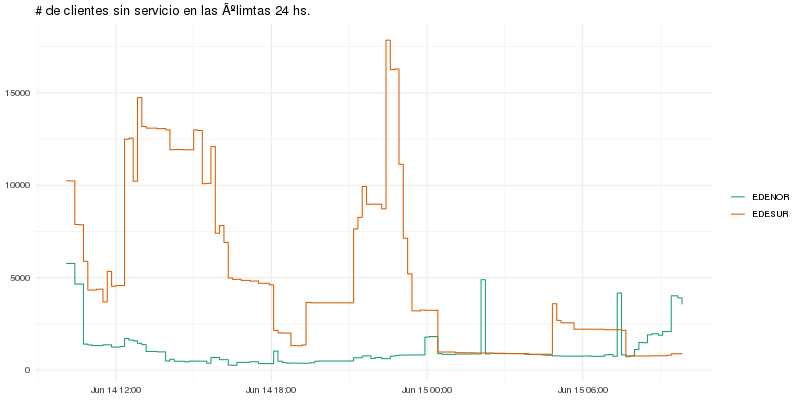 # de clientes sin servicio en las Ãºlimtas 24 hs.
15000
10000
5000
0
Jun 14 12:00
Jun 14 18:00
Jun 15 00:00
Jun 15 06:00
EDENOR
EDESUR